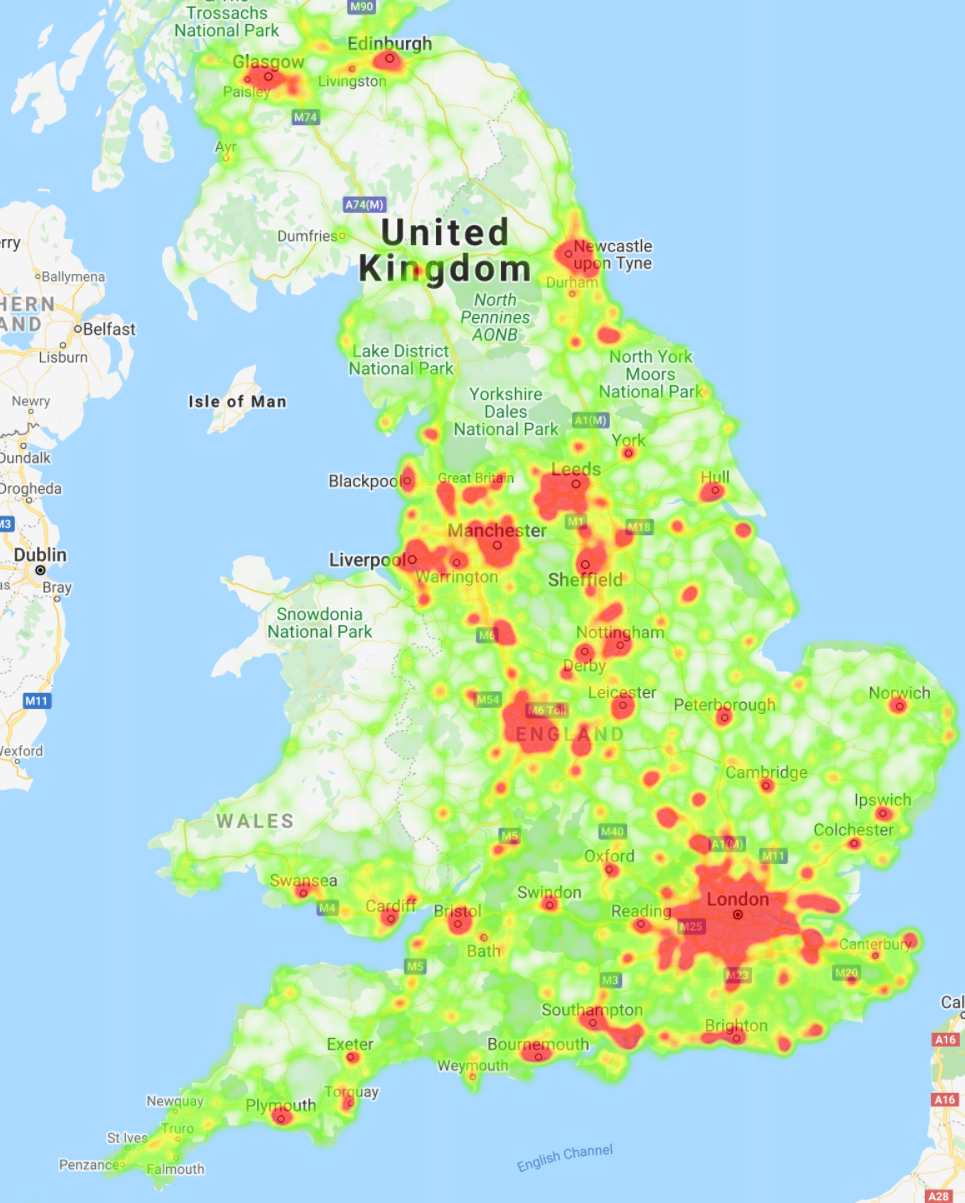 & The
Trossachs
National Park
M90
Edinburgh
Glasgow
Livingston
Paisley
M74
Ayr
A74(M)
United
Kingdom
Dumfries
Newcastle
upon Tyne
Durham
rry
Ballymena
HERN
AND
Belfast
Lisburn
North
Pennines
AONB
Lake District
National Park
North York
Moors
National Park
Newry
Isle of Man
Yorkshire
Dales
National Park
A1(M)
York
Dundalk
Drogheda
Blackpool
Great Britain
Leeds
Hull
M3
Manchester
M1
M18
Dublin
Liverpool
Warrington
Sheffield
as
Bray
Snowdonia
National Park
M6
Nottingham
Derby
M11
M54
M6 Toll
Leicester
Peterborough
Norwich
ENGLAND
Wexford
Cambridge
Ipswich
WALES
M5
M40
A1(M)
Colchester
Oxford
M11
Swansea
Swindon
London
M4
Cardiff
Bristol
Reading
M25
Bath
Canterbury
M5
M3
M23
M20
Southampton
Cal
Brighton
Exeter
Bournemouth
A16
Weymouth
Torquay
Newquay
Plymouth
A16
Truro
St Ives
Penzance
Falmouth
English Channel
A28